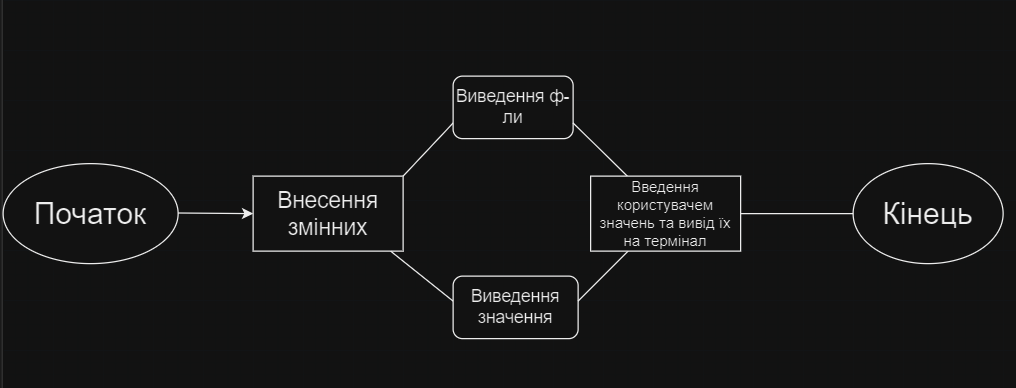 Початок
Внесення
змінних
Виведення ф-
ли
Виведення
значення
Введення
користувачем
значень та вивід їх
на термінал
Кінець